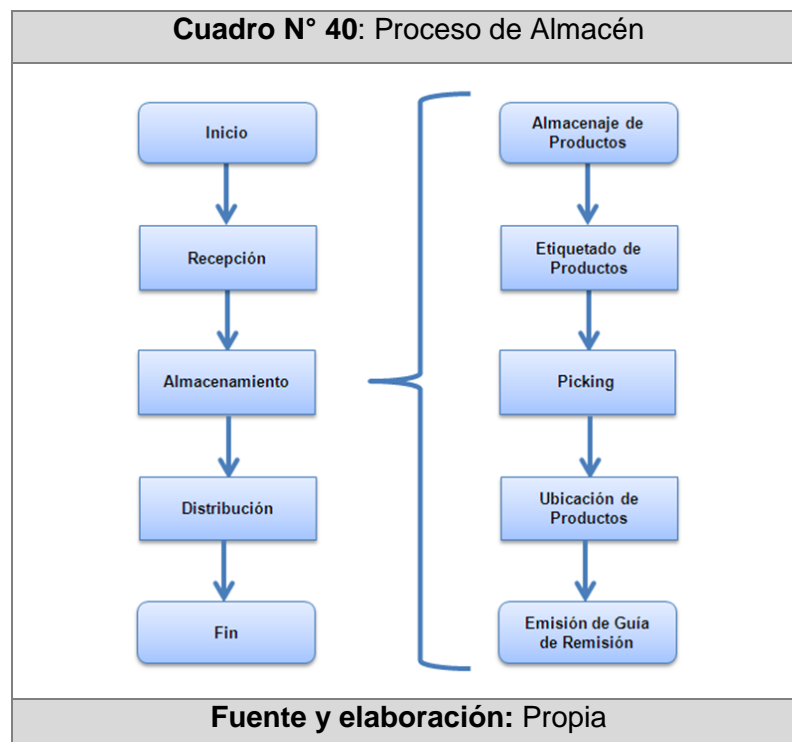 Cuadro N° 40: Proceso de Almacén
Inicio
Recepción
Almacenamiento
Distribución
Fin
Almacenaje de
Productos
Etiquetado de
Productos
Picking
Ubicación de
Productos
Emisión de Guía
de Remisión
Fuente y elaboración: Propia